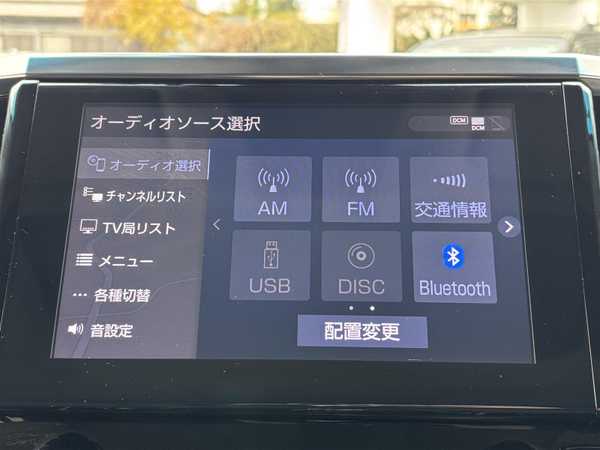 オーディオソース選択
DCM
DCM
オーディオ選択
チャンネルリスト
TV局リスト
メニュー
各種切替
音設定
AM
FM
交通情報
USB
DISC
Bluetooth
配置変更